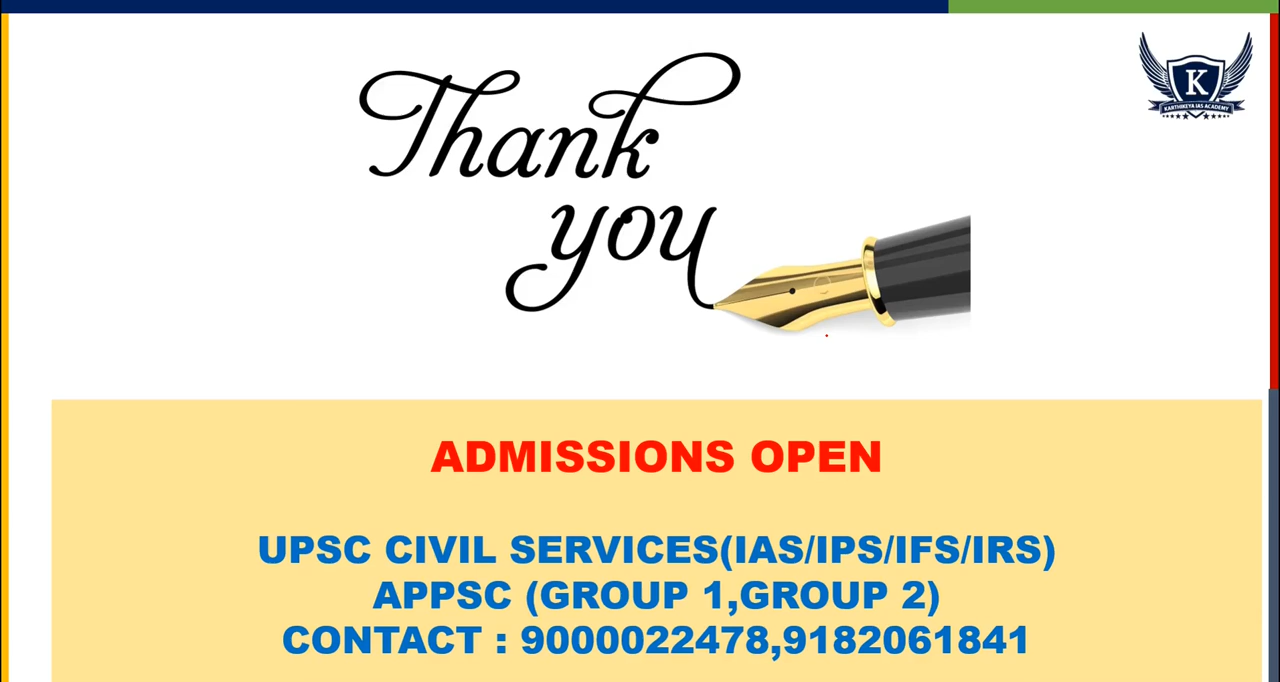 Thank
you
K
KARTHIKEYA IAS ACADEMY
ADMISSIONS OPEN
UPSC CIVIL SERVICES(IAS/IPS/IFS/IRS)
APPSC (GROUP 1,GROUP 2)
CONTACT : 9000022478,9182061841